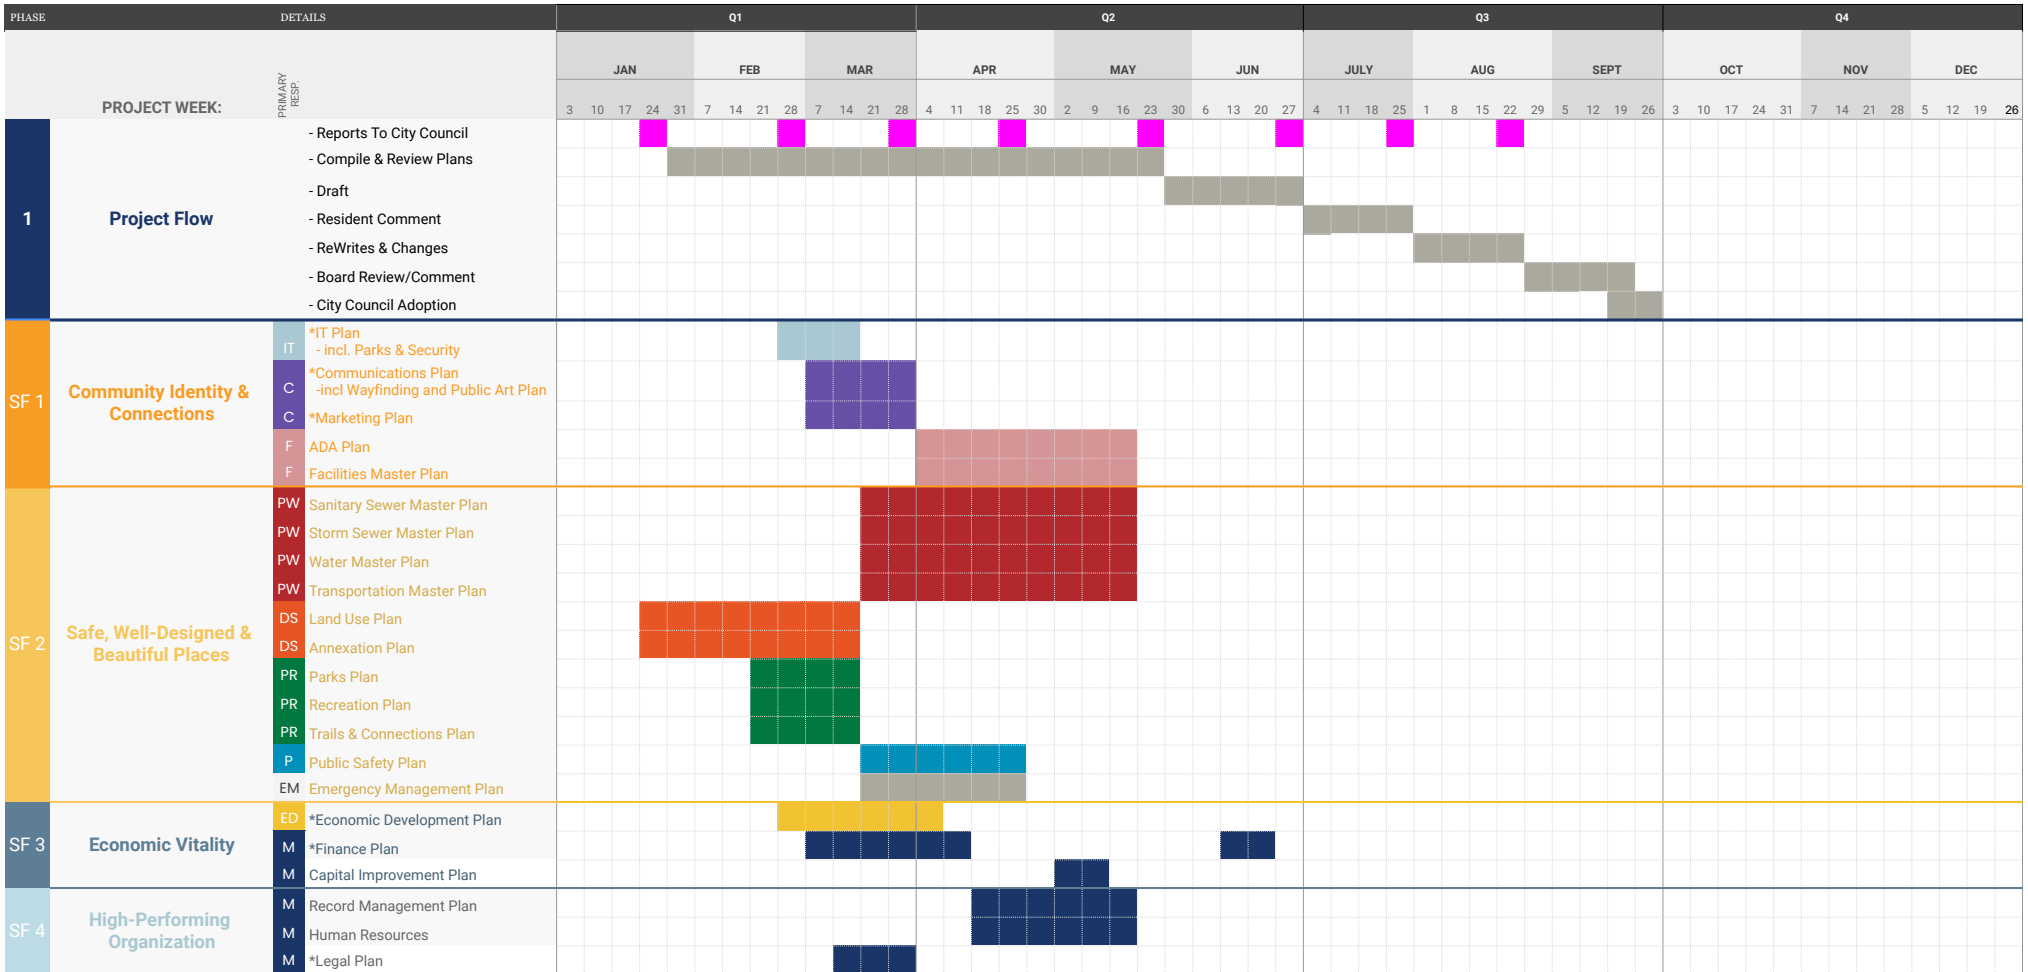 PHASE DETAILS Q1 Q2 Q3 Q4
JAN FEB MAR APR MAY JUN JULY AUG SEPT OCT NOV DEC
PRIMARY
RESP.
PROJECT WEEK: 3 10 17 24 31 7 14 21 28 7 14 21 28 4 11 18 25 30 2 9 16 23 30 6 13 20 27 4 11 18 25 1 8 15 22 29 5 12 19 26 3 10 17 24 31 7 14 21 28 5 12 19 26
1
Project Flow
- Reports To City Council
- Compile & Review Plans
- Draft
- Resident Comment
- ReWrites & Changes
- Board Review/Comment
- City Council Adoption
SF 1
Community Identity &
Connections
*IT Plan
IT - incl. Parks & Security
*Communications Plan
C -incl Wayfinding and Public Art Plan
C *Marketing Plan
F ADA Plan
F Facilities Master Plan
SF 2
Safe, Well-Designed &
Beautiful Places
PW Sanitary Sewer Master Plan
PW Storm Sewer Master Plan
PW Water Master Plan
PW Transportation Master Plan
DS Land Use Plan
DS Annexation Plan
PR Parks Plan
PR Recreation Plan
PR Trails & Connections Plan
P Public Safety Plan
EM Emergency Management Plan
SF 3
Economic Vitality
ED *Economic Development Plan
M *Finance Plan
M Capital Improvement Plan
SF 4
High-Performing
Organization
M Record Management Plan
M Human Resources
M *Legal Plan